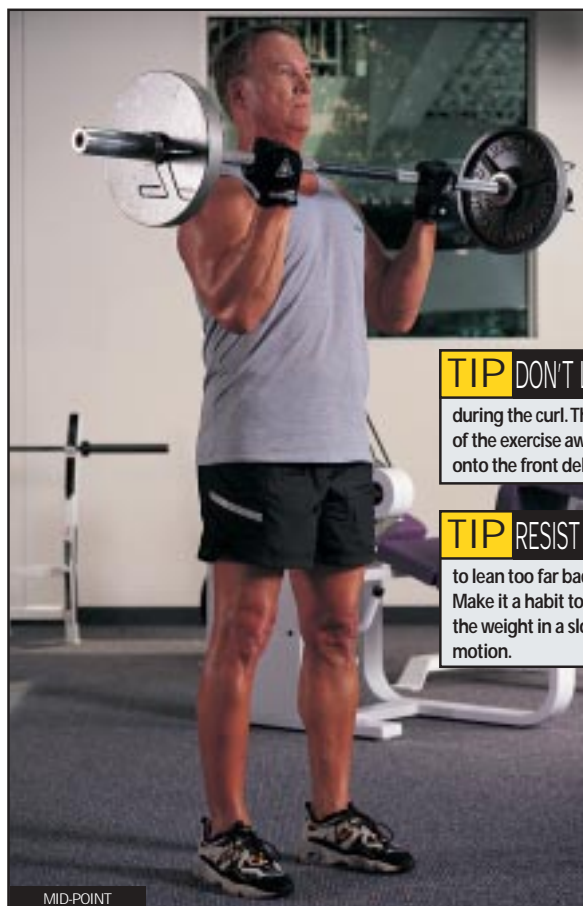 TIP DON'T
during the curl. Th
of the exercise aw
onto the front del
TIP RESIST
to lean too far bac
Make it a habit to
the weight in a slo
motion.
MID-POINT